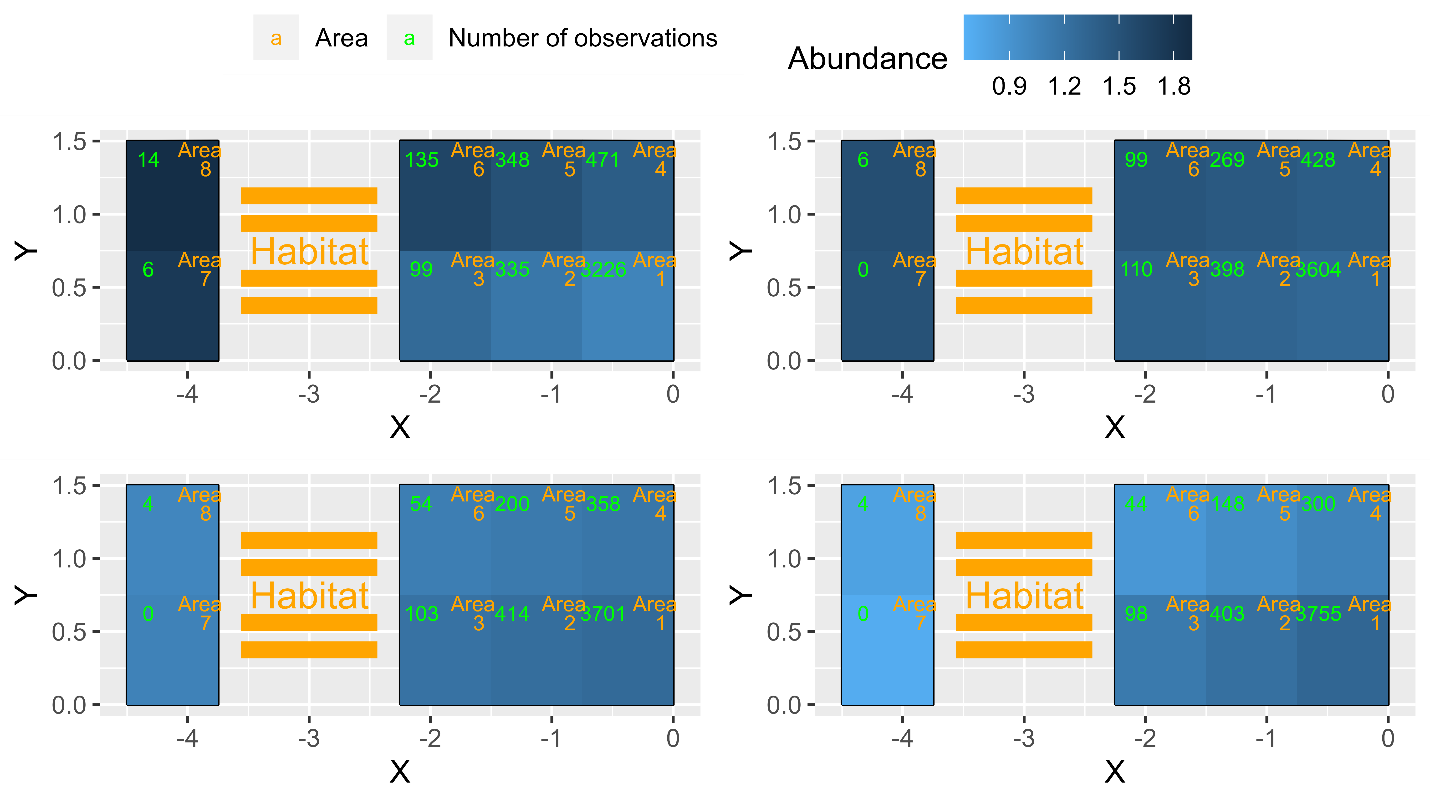 a Area a Number of observations
Abundance
0.9 1.2 1.5 1.8
Y
1.5
1.0
0.5
0.0
14 Area
8
135 Area 348 Area 471 Area
6 5 4
Habitat
6 Area
7
99 Area 335 Area 3226 Area
3 2 1
-4 -3 -2 -1 0
X
Y
1.5
1.0
0.5
0.0
6 Area
8
99 Area 269 Area 428 Area
6 5 4
Habitat
0 Area
7
110 Area 398 Area 3604 Area
3 2 1
-4 -3 -2 -1 0
X
Y
1.5
1.0
0.5
0.0
4 Area
8
54 Area 200 Area 358 Area
6 5 4
Habitat
0 Area
7
103 Area 414 Area 3701 Area
3 2 1
-4 -3 -2 -1 0
X
Y
1.5
1.0
0.5
0.0
4 Area
8
44 Area 148 Area 300 Area
6 5 4
Habitat
0 Area
7
98 Area 403 Area 3755 Area
3 2 1
-4 -3 -2 -1 0
X